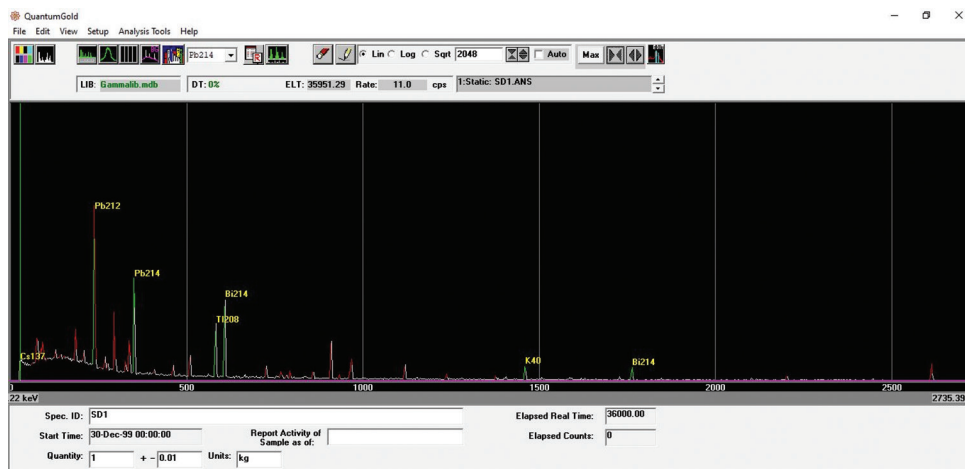 QuantumGold
File Edit View Setup Analysis Tools Help
Pb214 Lin Log Sqrt 2048 Auto Max
LIB: Gammalib.mdb DT: 0% ELT: 35951.29 Rate: 11.0 cps 1:Static: SD1.ANS
Pb212
Pb214
Bi214
Tl208
Cs137
K40
Bi214
0 500 1000 1500 2000 2500
22 keV 2735.39
Spec. ID: SD1 Elapsed Real Time: 36000.00
Start Time: 30-Dec-99 00:00:00 Report Activity of Sample as of: Elapsed Counts: 0
Quantity: 1 + - 0.01 Units: kg